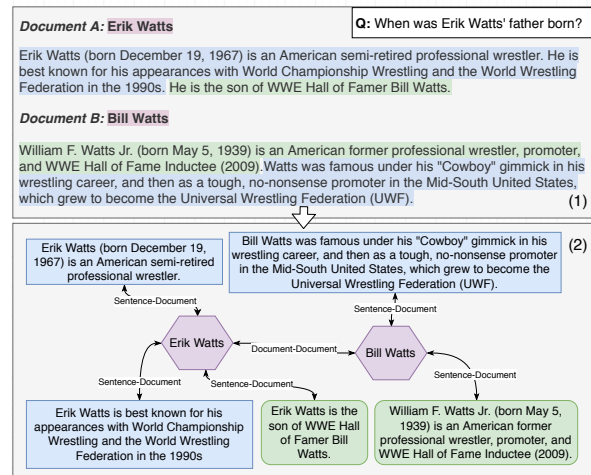 Document A: Erik Watts
Q: When was Erik Watts' father born?
Erik Watts (born December 19, 1967) is an American semi-retired professional wrestler. He is
best known for his appearances with World Championship Wrestling and the World Wrestling
Federation in the 1990s. He is the son of WWE Hall of Famer Bill Watts.
Document B: Bill Watts
William F. Watts Jr. (born May 5, 1939) is an American former professional wrestler, promoter,
and WWE Hall of Fame Inductee (2009).Watts was famous under his "Cowboy" gimmick in his
wrestling career, and then as a tough, no-nonsense promoter in the Mid-South United States,
which grew to become the Universal Wrestling Federation (UWF).
(1)
(2)
Erik Watts (born December 19,
1967) is an American semi-retired
professional wrestler.
Bill Watts was famous under his "Cowboy" gimmick in his
wrestling career, and then as a tough, no-nonsense promoter
in the Mid-South United States, which grew to become the
Universal Wrestling Federation (UWF).
Sentence-Document
Sentence-Document
Erik Watts
Document-Document
Bill Watts
Sentence-Document
Sentence-Document
Sentence-Document
Erik Watts is best known for his
appearances with World Championship
Wrestling and the World Wrestling
Federation in the 1990s
Erik Watts is the
son of WWE Hall
of Famer Bill
Watts.
William F. Watts Jr. (born May 5,
1939) is an American former
professional wrestler, promoter, and
WWE Hall of Fame Inductee (2009).